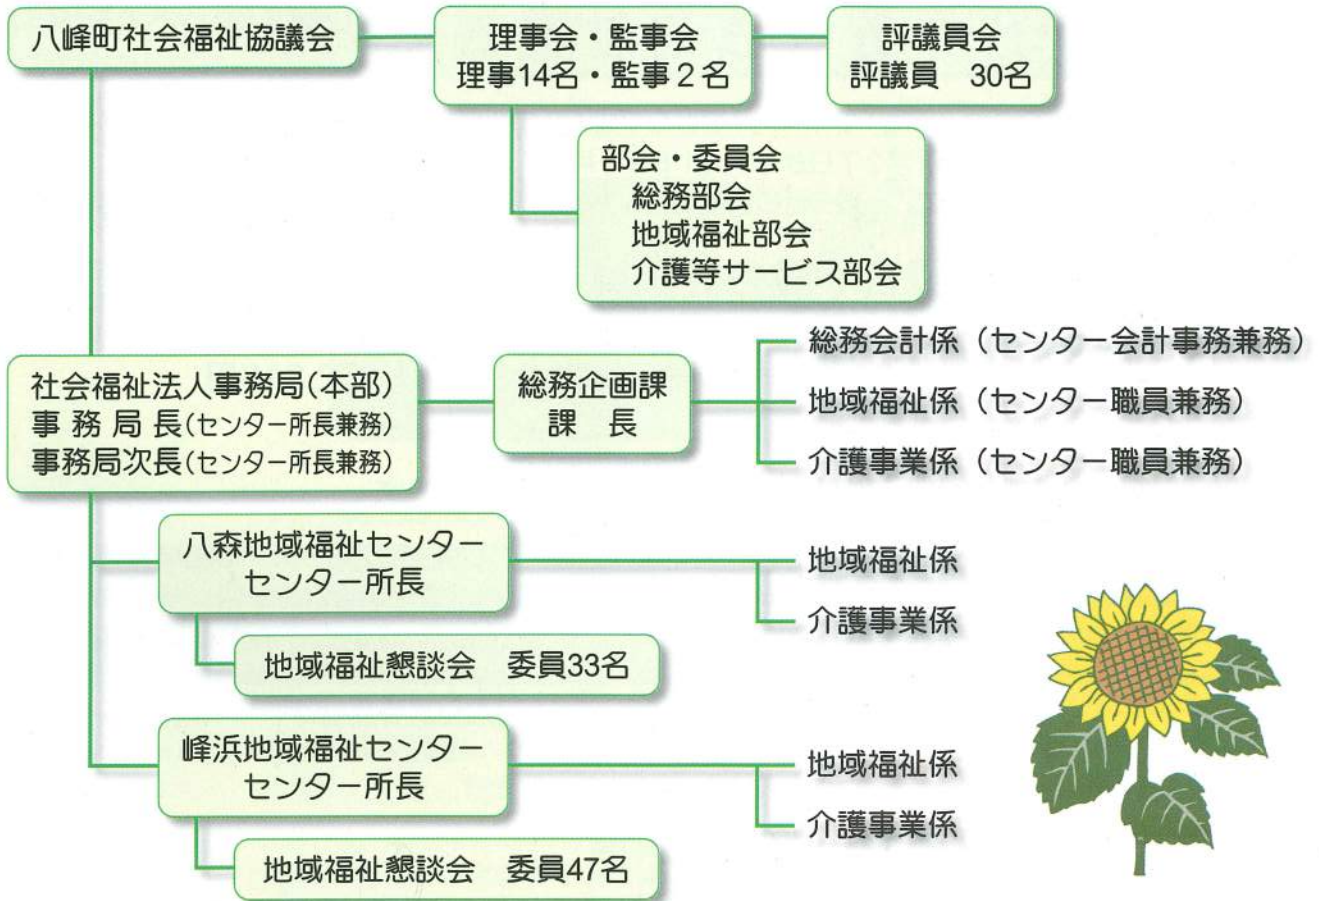 八峰町社会福祉協議会
理事会・監事会
理事14名・監事2名
評議員会
評議員　30名
部会・委員会
総務部会
地域福祉部会
介護等サービス部会
社会福祉法人事務局(本部)
事 務 局 長(センター所長兼務)
事務局次長(センター所長兼務)
総務企画課
課　長
総務会計係（センター会計事務兼務）
地域福祉係（センター職員兼務）
介護事業係（センター職員兼務）
八森地域福祉センター
センター所長
地域福祉係
介護事業係
地域福祉懇談会　委員33名
峰浜地域福祉センター
センター所長
地域福祉係
介護事業係
地域福祉懇談会　委員47名